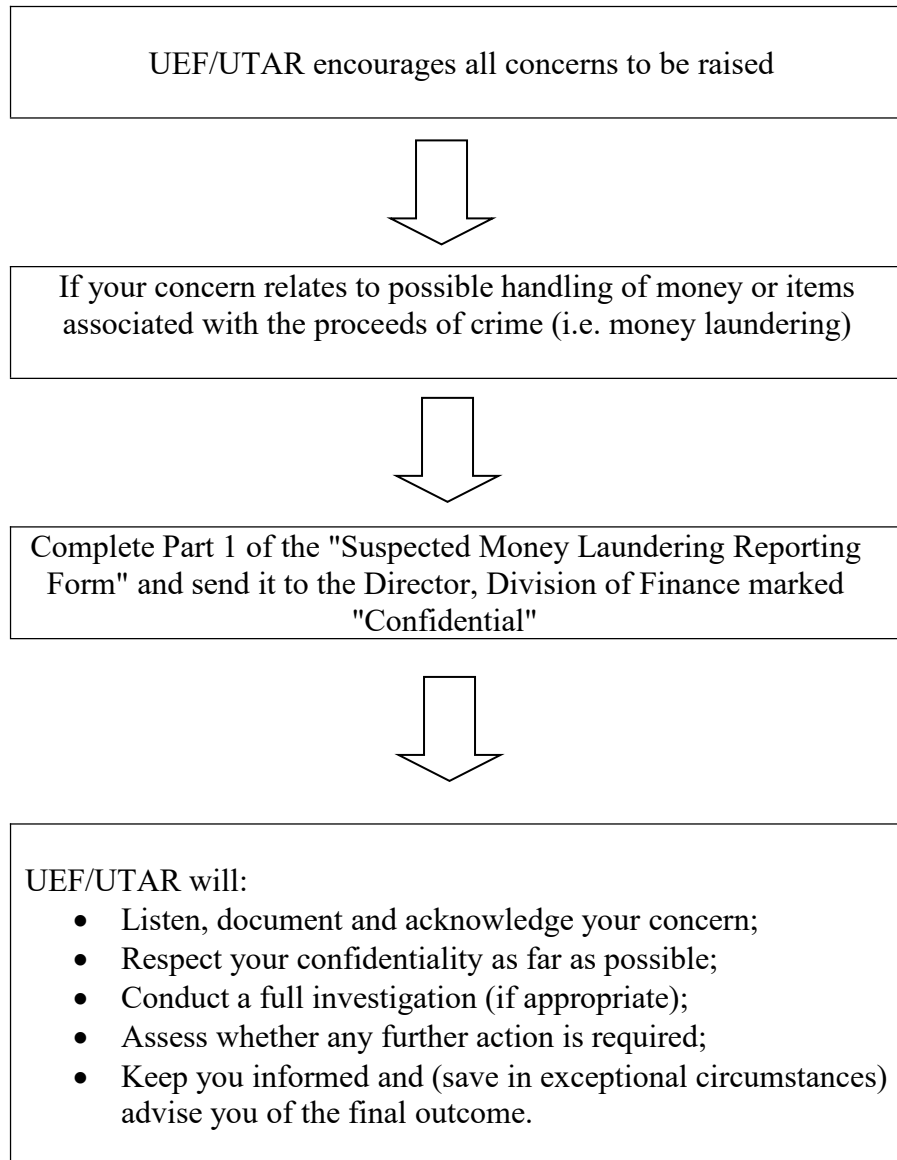 UEF/UTAR encourages all concerns to be raised
If your concern relates to possible handling of money or items
associated with the proceeds of crime (i.e. money laundering)
Complete Part 1 of the "Suspected Money Laundering Reporting
Form" and send it to the Director, Division of Finance marked
"Confidential"
UEF/UTAR will:
• Listen, document and acknowledge your concern;
• Respect your confidentiality as far as possible;
• Conduct a full investigation (if appropriate);
• Assess whether any further action is required;
• Keep you informed and (save in exceptional circumstances)
advise you of the final outcome.